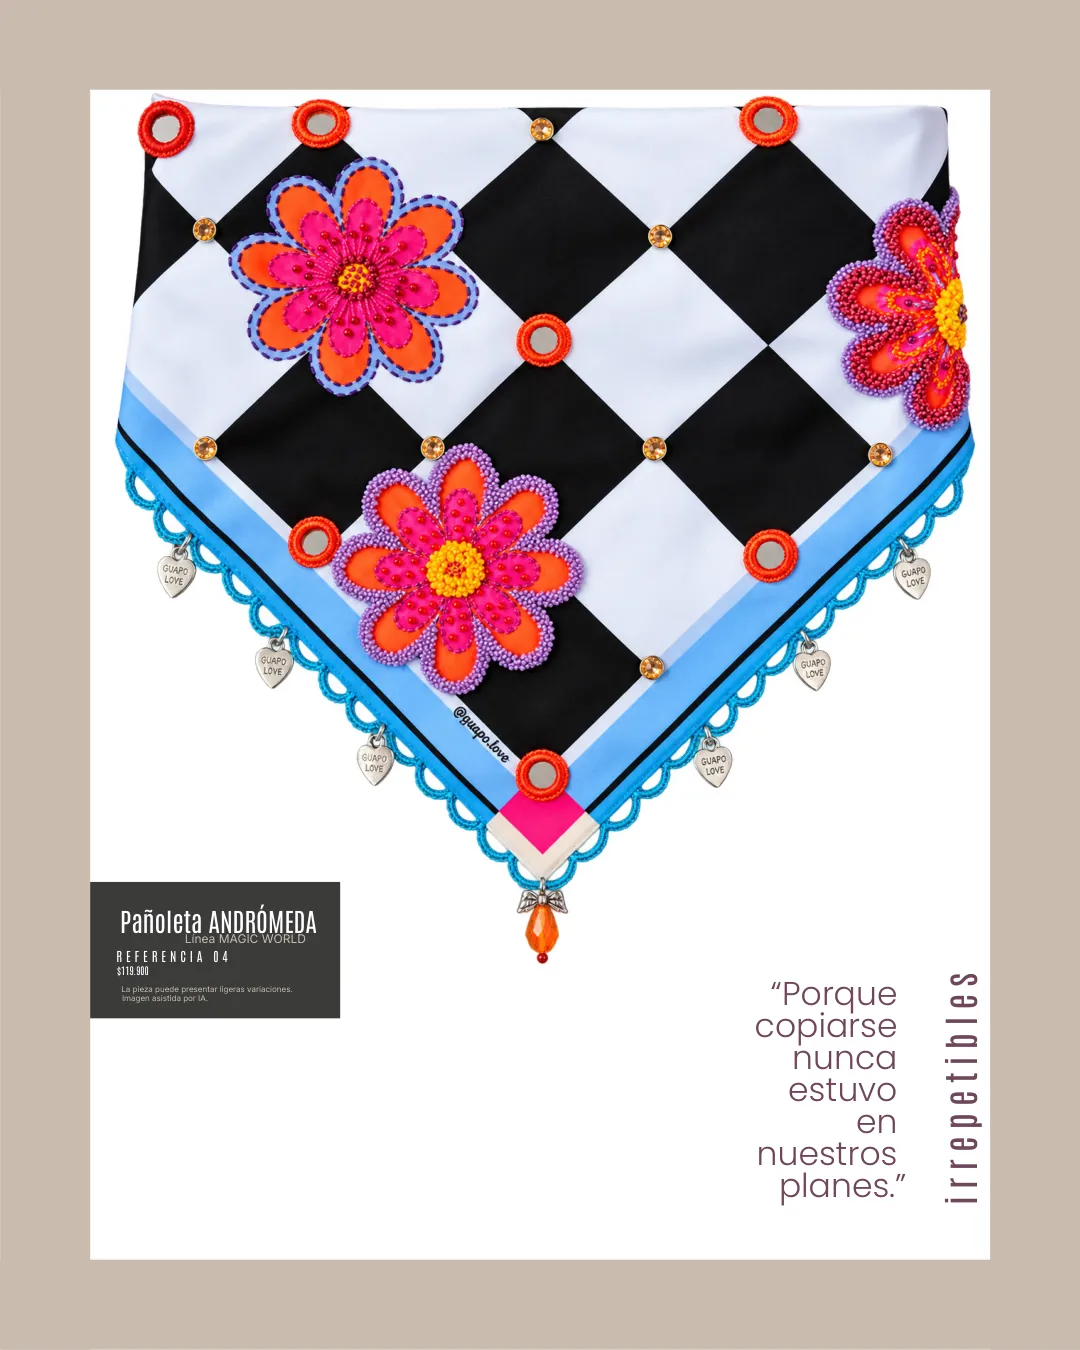 GUAPO
LOVE
GUAPO
LOVE
GUAPO
LOVE
GUAPO
LOVE
GUAPO
LOVE
GUAPO
LOVE
@guapo.love
Pañoleta ANDRÓMEDA
Línea MAGIC WORLD
REFERENCIA 04
$119.900
La pieza puede presentar ligeras variaciones.
Imagen asistida por IA.
“Porque
copiarse
nunca
estuvo
en
nuestros
planes.”
irrepetibles